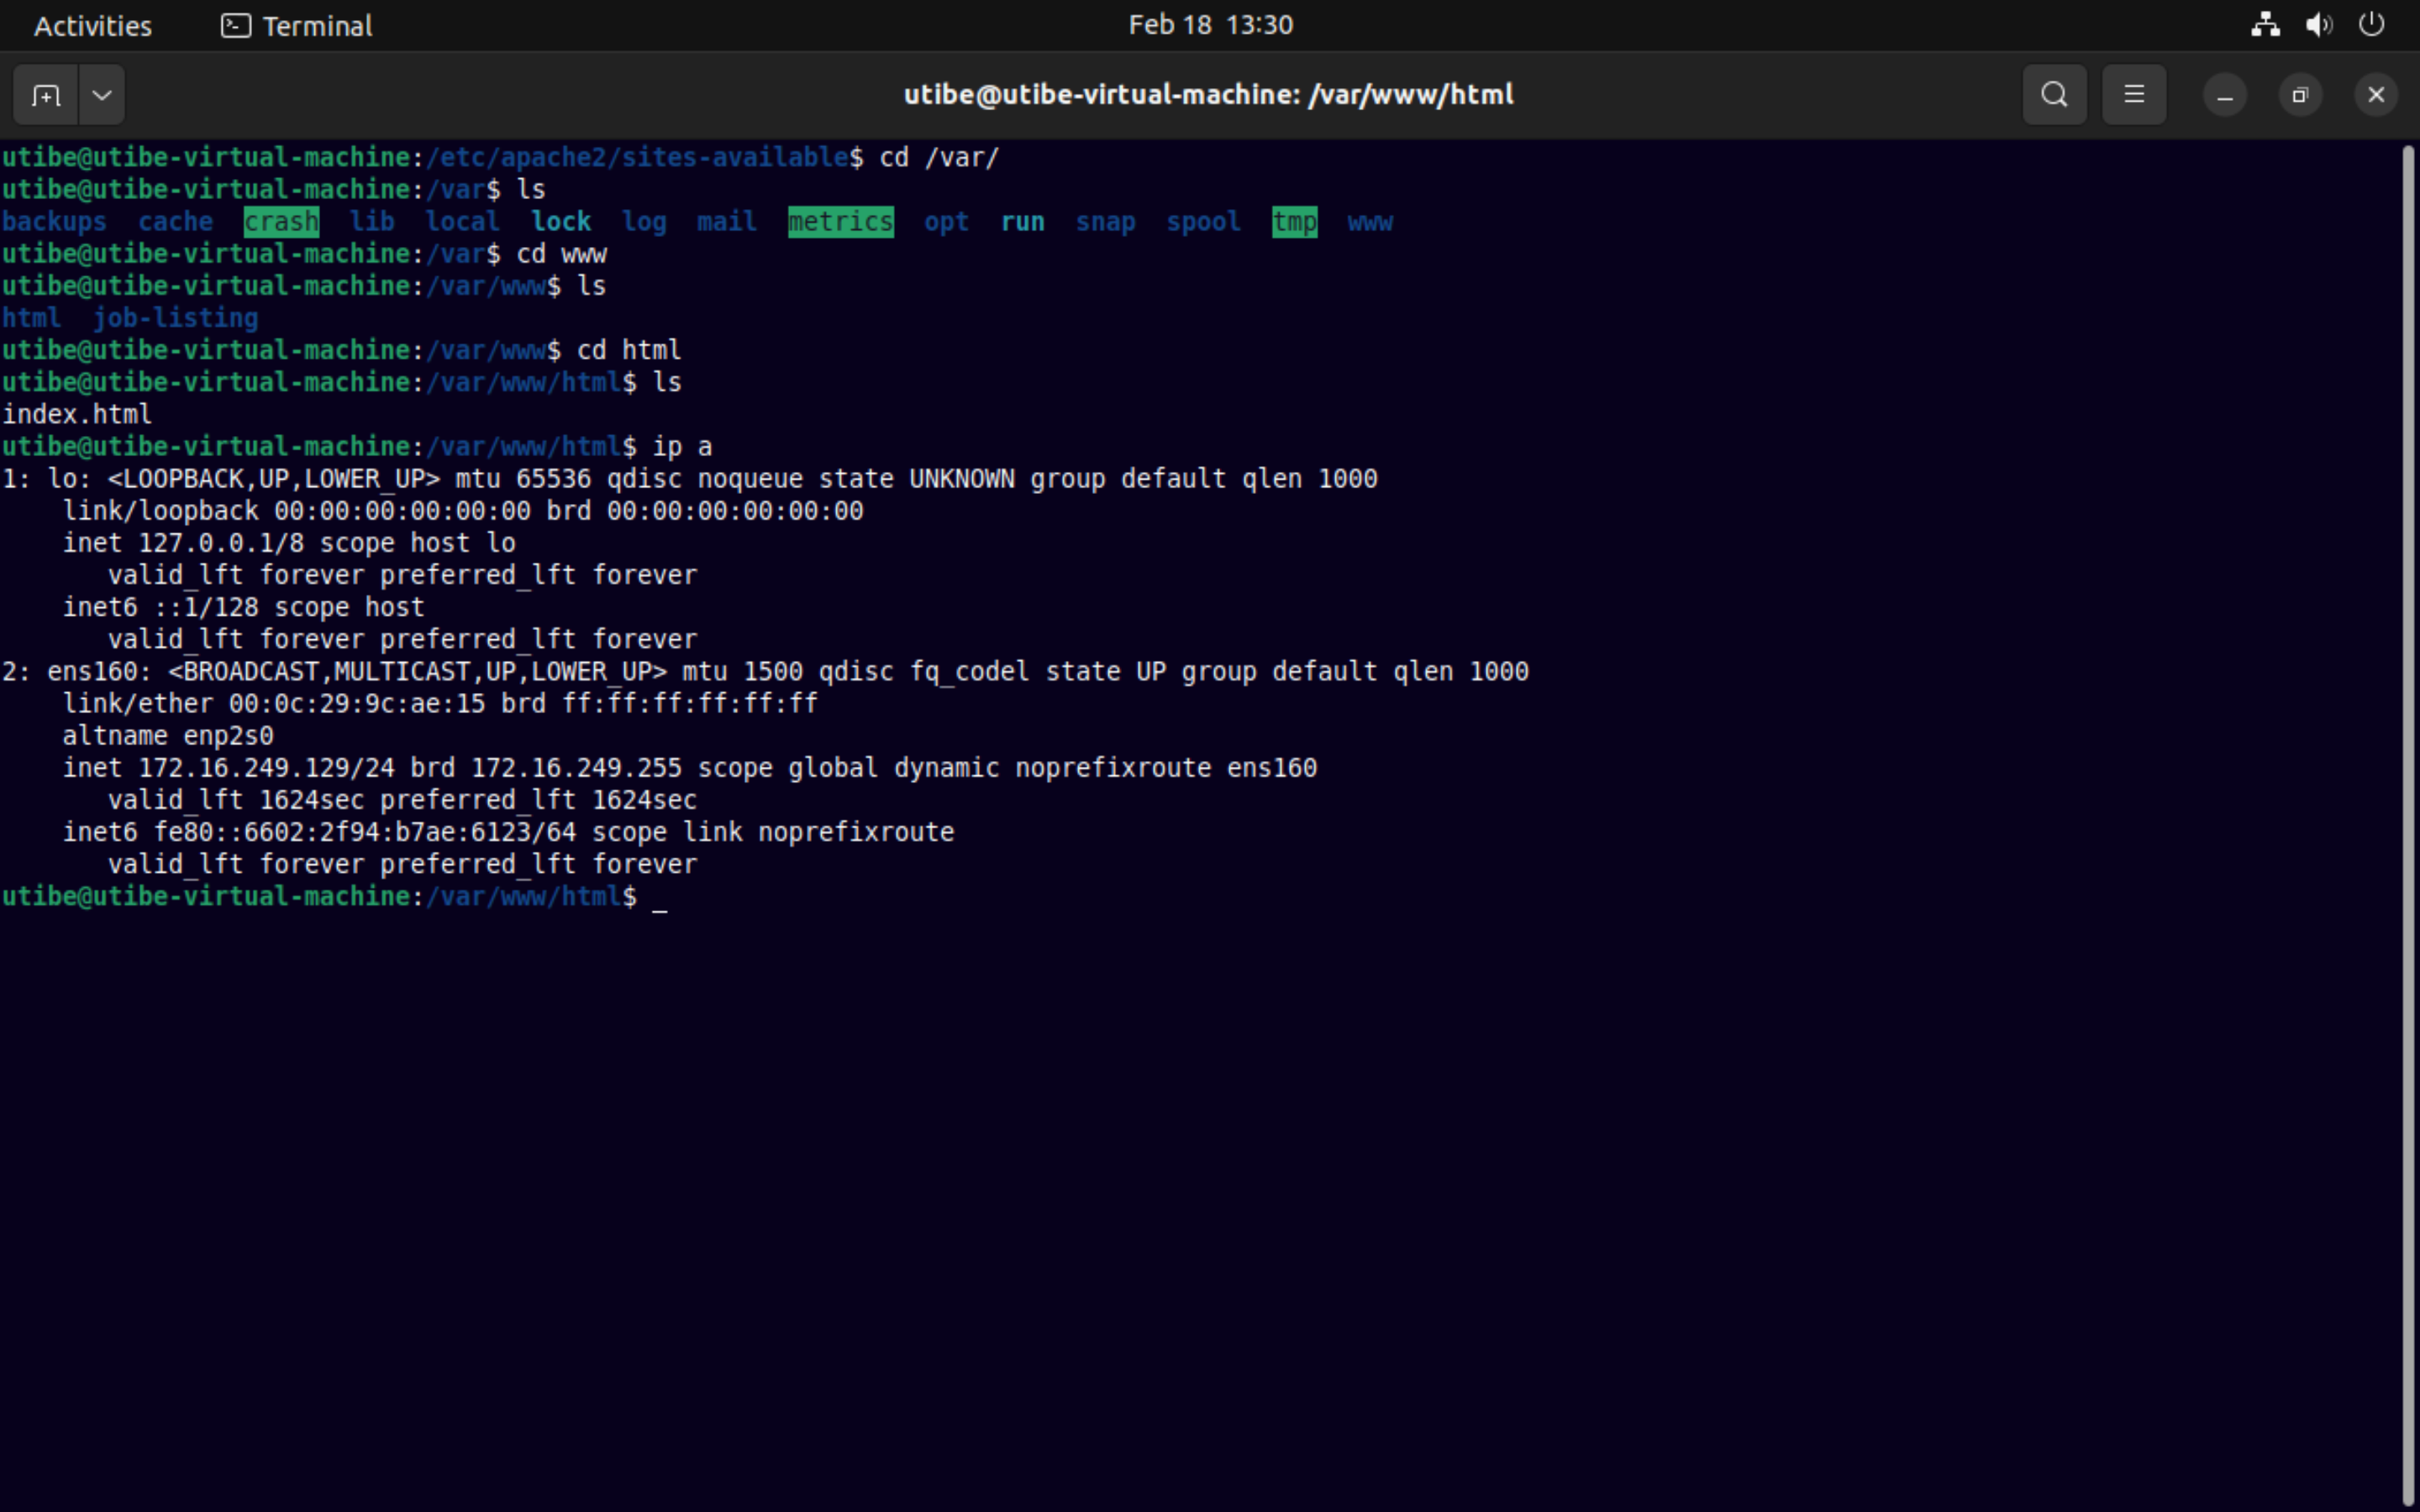 Activities Terminal Feb 18 13:30
utibe@utibe-virtual-machine: /var/www/html
utibe@utibe-virtual-machine:/etc/apache2/sites-available$ cd /var/
utibe@utibe-virtual-machine:/var$ ls
backups cache crash lib local lock log mail metrics opt run snap spool tmp www
utibe@utibe-virtual-machine:/var$ cd www
utibe@utibe-virtual-machine:/var/www$ ls
html job-listing
utibe@utibe-virtual-machine:/var/www$ cd html
utibe@utibe-virtual-machine:/var/www/html$ ls
index.html
utibe@utibe-virtual-machine:/var/www/html$ ip a
1: lo: <LOOPBACK,UP,LOWER_UP> mtu 65536 qdisc noqueue state UNKNOWN group default qlen 1000
    link/loopback 00:00:00:00:00:00 brd 00:00:00:00:00:00
    inet 127.0.0.1/8 scope host lo
       valid_lft forever preferred_lft forever
    inet6 ::1/128 scope host
       valid_lft forever preferred_lft forever
2: ens160: <BROADCAST,MULTICAST,UP,LOWER_UP> mtu 1500 qdisc fq_codel state UP group default qlen 1000
    link/ether 00:0c:29:9c:ae:15 brd ff:ff:ff:ff:ff:ff
    altname enp2s0
    inet 172.16.249.129/24 brd 172.16.249.255 scope global dynamic noprefixroute ens160
       valid_lft 1624sec preferred_lft 1624sec
    inet6 fe80::6602:2f94:b7ae:6123/64 scope link noprefixroute
       valid_lft forever preferred_lft forever
utibe@utibe-virtual-machine:/var/www/html$ _